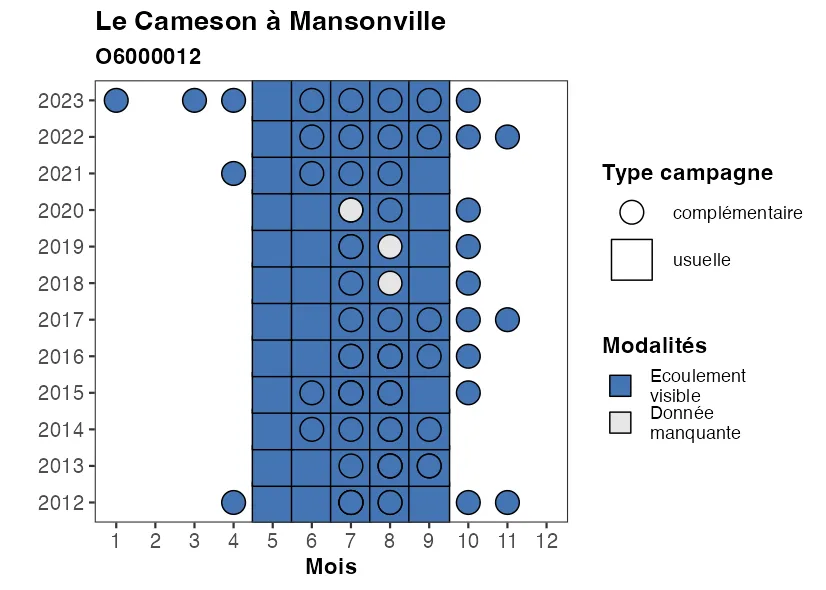 Le Cameson à Mansonville
O6000012
2023
2022
2021
2020
2019
2018
2017
2016
2015
2014
2013
2012
1 2 3 4 5 6 7 8 9 10 11 12
Mois
Type campagne
complémentaire
usuelle
Modalités
Ecoulement
visible
Donnée
manquante